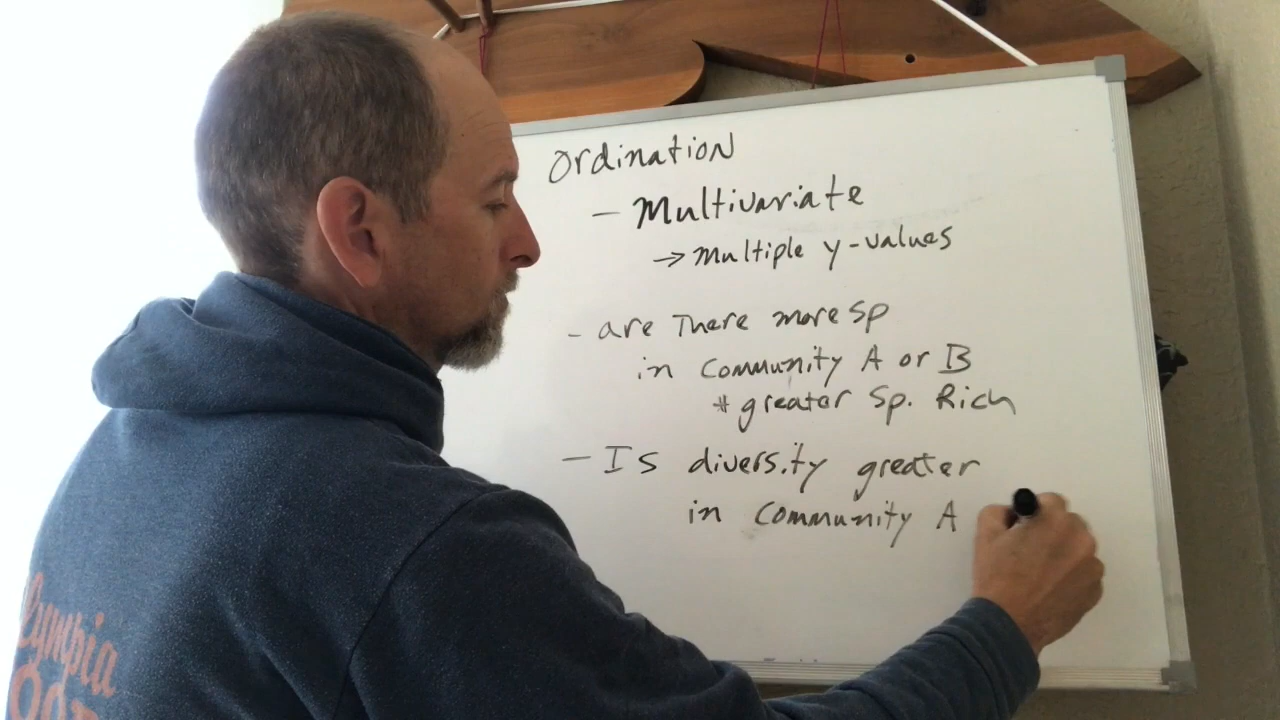 Ordination
- Multivariate
→ Multiple y-values
- are There more sp
in Community A or B
# greater Sp. Rich
- Is diversity greater
in Community A
lympia